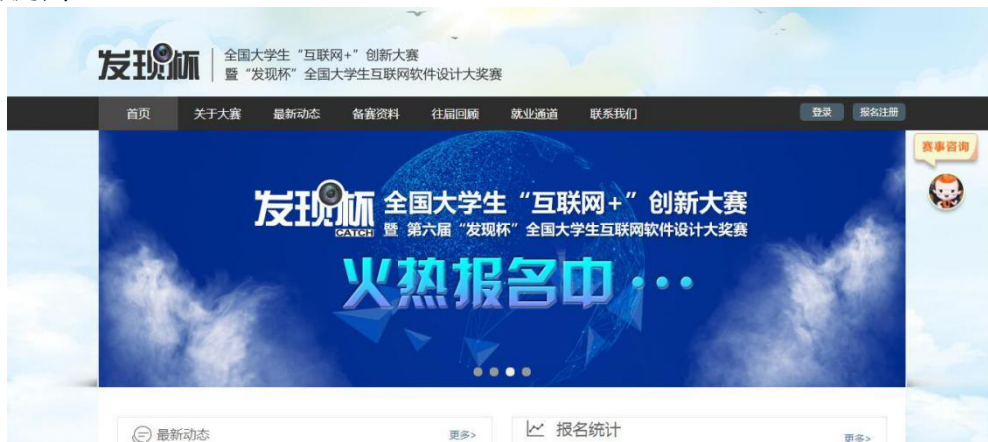 发现杯
全国大学生“互联网+”创新大赛
暨“发现杯”全国大学生互联网软件设计大奖赛
首页 关于大赛 最新动态 备赛资料 往届回顾 就业通道 联系我们 登录 报名注册
赛事咨询
发现杯 全国大学生“互联网+”创新大赛
CATCH 暨 第六届“发现杯”全国大学生互联网软件设计大奖赛
火热报名中···
最新动态 更多> 报名统计 更多>